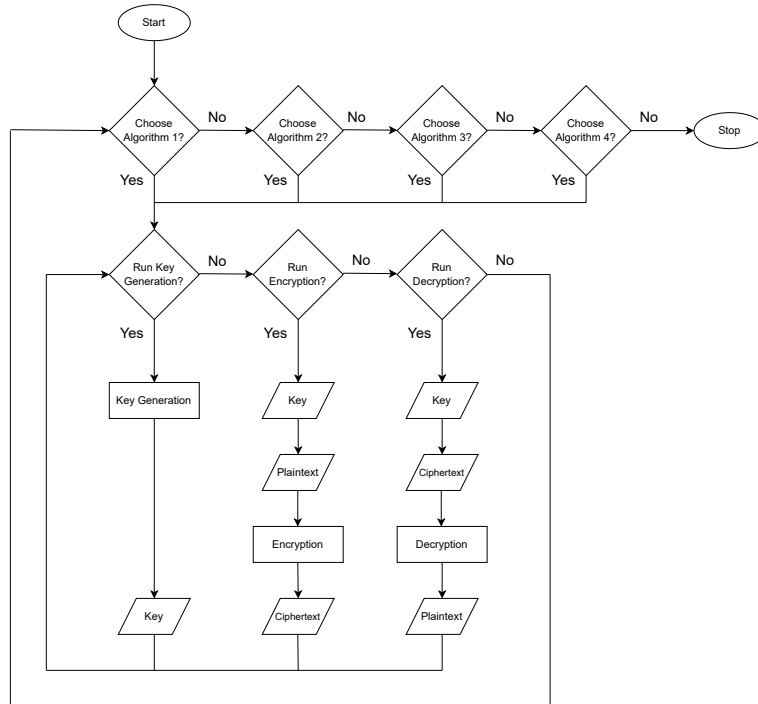 Start
Choose
Algorithm 1?
No
Choose
Algorithm 2?
No
Choose
Algorithm 3?
No
Choose
Algorithm 4?
No
Stop
Yes
Yes
Yes
Yes
Run Key
Generation?
No
Run
Encryption?
No
Run
Decryption?
No
Yes
Yes
Yes
Key Generation
Key
Key
Plaintext
Ciphertext
Encryption
Decryption
Key
Ciphertext
Plaintext